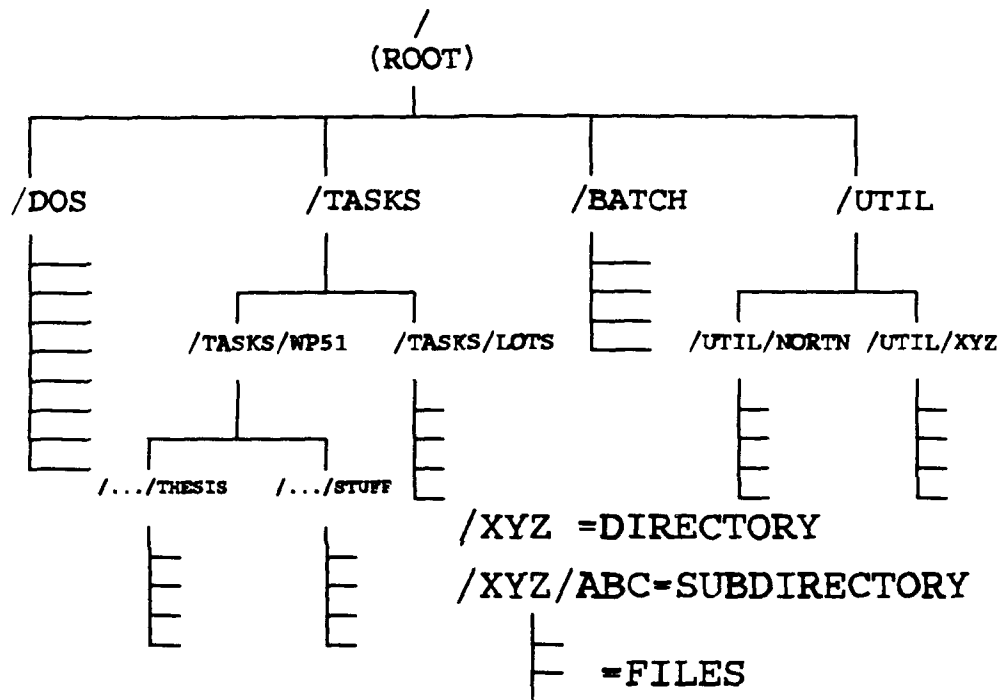 /
(ROOT)
/DOS /TASKS /BATCH /UTIL
/TASKS/WP51 /TASKS/LOTS /UTIL/NORTN /UTIL/XYZ
/.../THESIS /.../STUFF
/XYZ =DIRECTORY
/XYZ/ABC=SUBDIRECTORY
=FILES